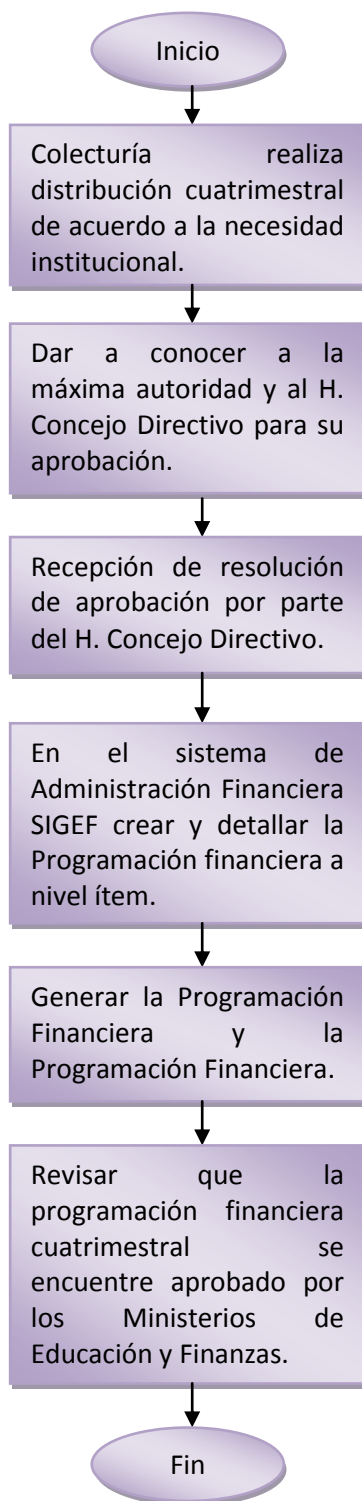 Inicio
Colecturía realiza
distribución cuatrimestral
de acuerdo a la necesidad
institucional.
Dar a conocer a la
máxima autoridad y al H.
Concejo Directivo para su
aprobación.
Recepción de resolución
de aprobación por parte
del H. Concejo Directivo.
En el sistema de
Administración Financiera
SIGEF crear y detallar la
Programación financiera a
nivel ítem.
Generar la Programación
Financiera y la
Programación Financiera.
Revisar que la
programación financiera
cuatrimestral se
encuentre aprobado por
los Ministerios de
Educación y Finanzas.
Fin